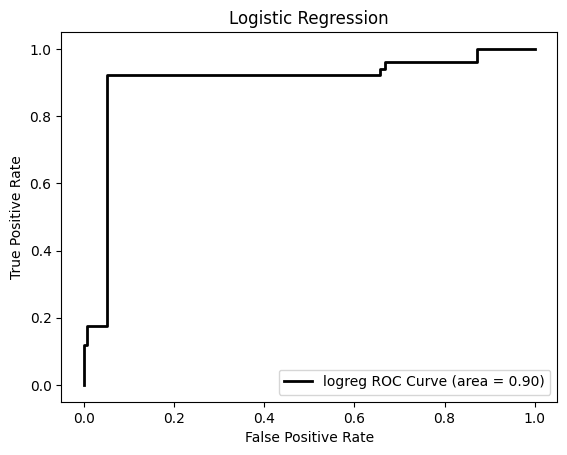 Logistic Regression
1.0
0.8
0.6
0.4
0.2
0.0
True Positive Rate
logreg ROC Curve (area = 0.90)
0.0 0.2 0.4 0.6 0.8 1.0
False Positive Rate